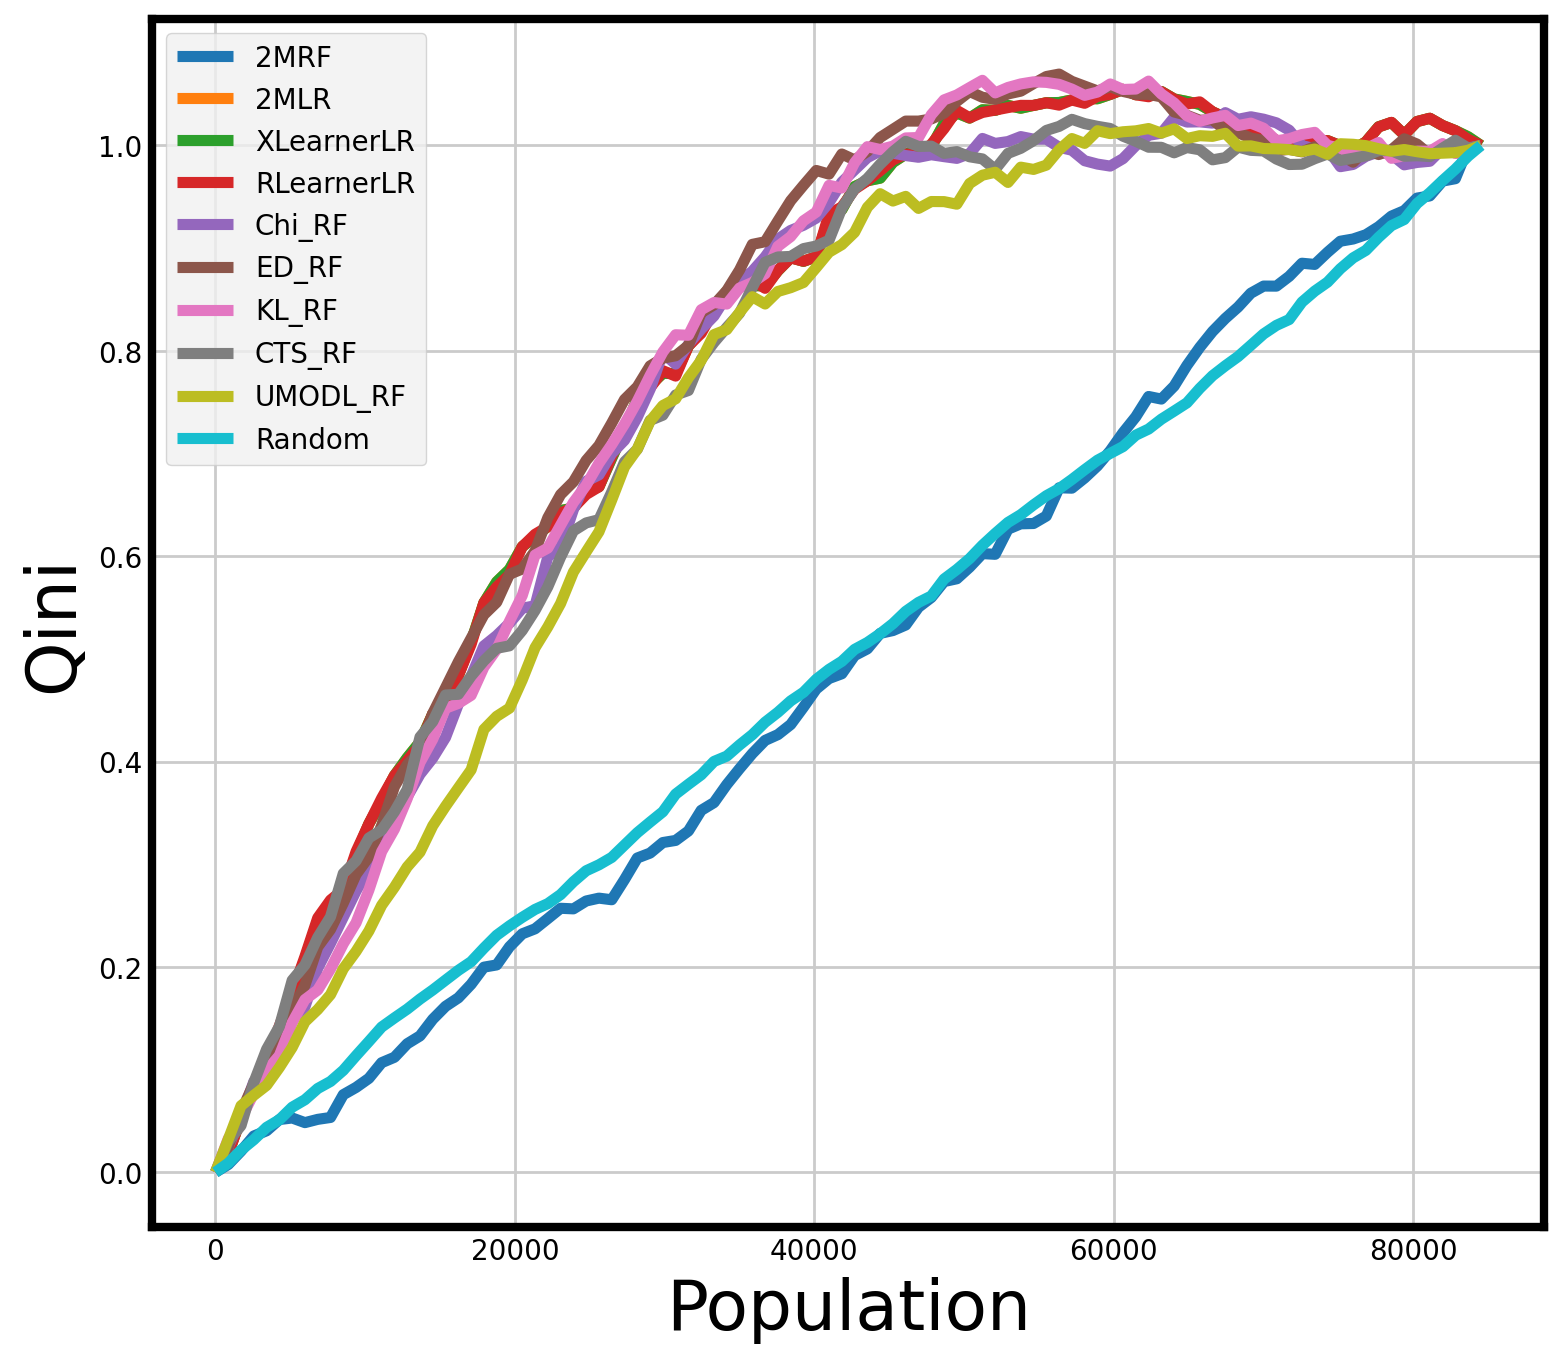 2MRF
2MLR
XLearnerLR
RLearnerLR
Chi_RF
ED_RF
KL_RF
CTS_RF
UMODL_RF
Random
Qini
1.0
0.8
0.6
0.4
0.2
0.0
0 20000 40000 60000 80000
Population